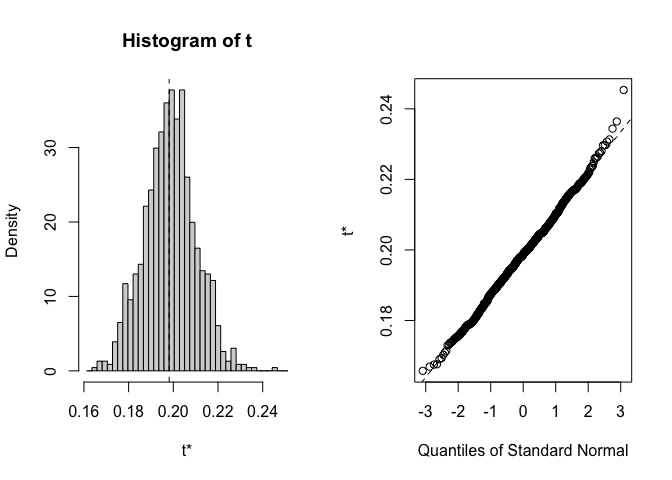 Histogram of t
Density
0
10
20
30
0.16 0.18 0.20 0.22 0.24
t*
t*
0.18
0.20
0.22
0.24
-3 -2 -1 0 1 2 3
Quantiles of Standard Normal